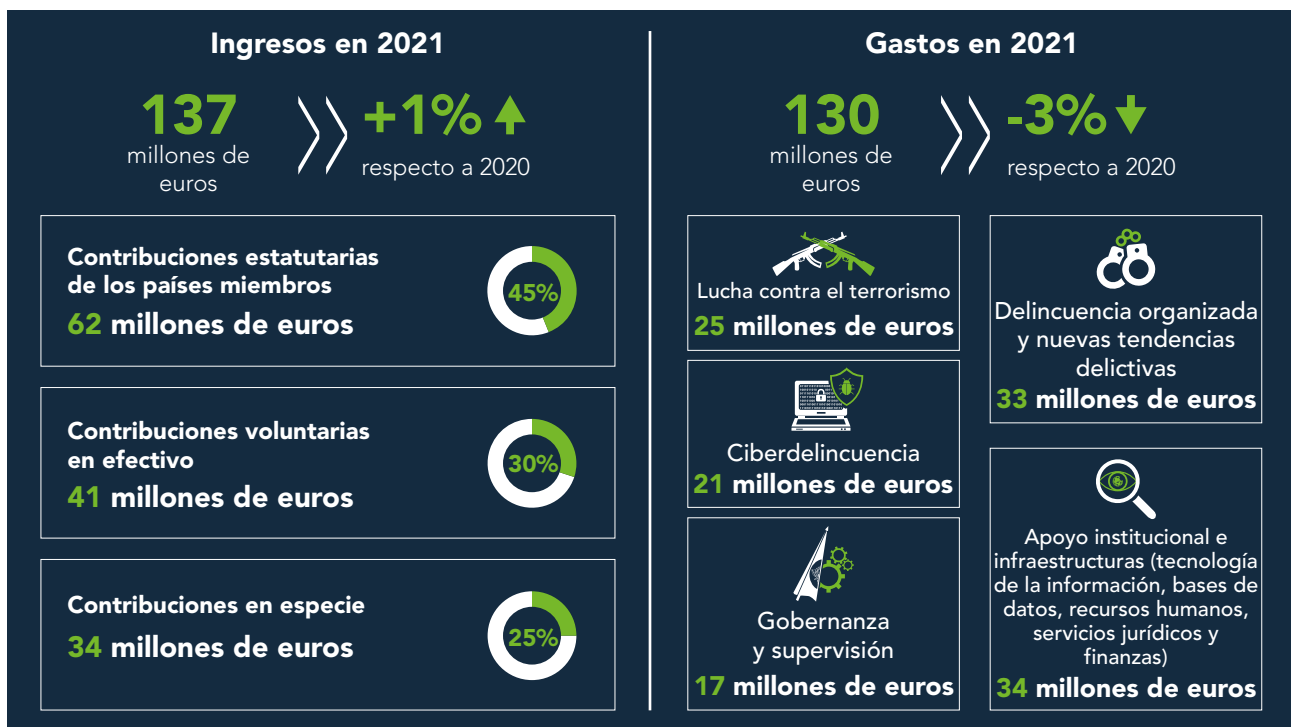 Ingresos en 2021
137
millones de
euros
+1%
respecto a 2020
Contribuciones estatutarias
de los países miembros
62 millones de euros
45%
Contribuciones voluntarias
en efectivo
41 millones de euros
30%
Contribuciones en especie
34 millones de euros
25%
Gastos en 2021
130
millones de
euros
-3%
respecto a 2020
Lucha contra el terrorismo
25 millones de euros
Ciberdelincuencia
21 millones de euros
Gobernanza
y supervisión
17 millones de euros
Delincuencia organizada
y nuevas tendencias
delictivas
33 millones de euros
Apoyo institucional e
infraestructuras (tecnología
de la información, bases de
datos, recursos humanos,
servicios jurídicos y
finanzas)
34 millones de euros